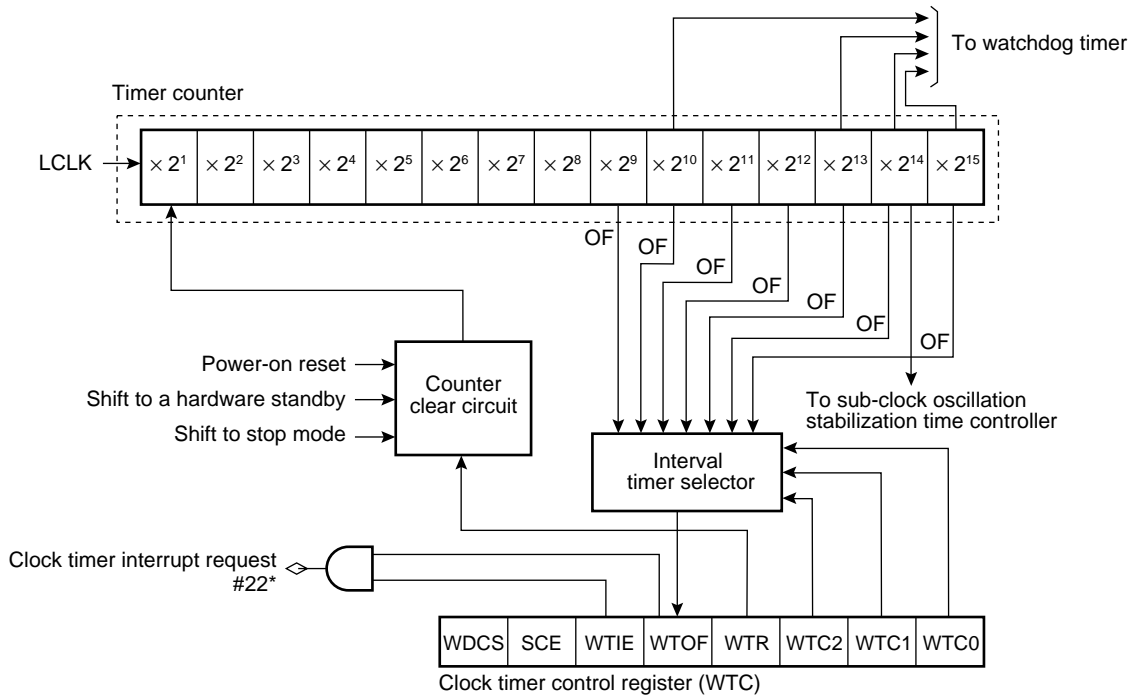 To watchdog timer
Timer counter
LCLK
× 2¹ × 2² × 2³ × 2⁴ × 2⁵ × 2⁶ × 2⁷ × 2⁸ × 2⁹ × 2¹⁰ × 2¹¹ × 2¹² × 2¹³ × 2¹⁴ × 2¹⁵
OF
OF
OF
OF
OF
OF
OF
Power-on reset
Shift to a hardware standby
Shift to stop mode
Counter
clear circuit
To sub-clock oscillation
stabilization time controller
Interval
timer selector
Clock timer interrupt request
#22*
WDCS SCE WTIE WTOF WTR WTC2 WTC1 WTC0
Clock timer control register (WTC)